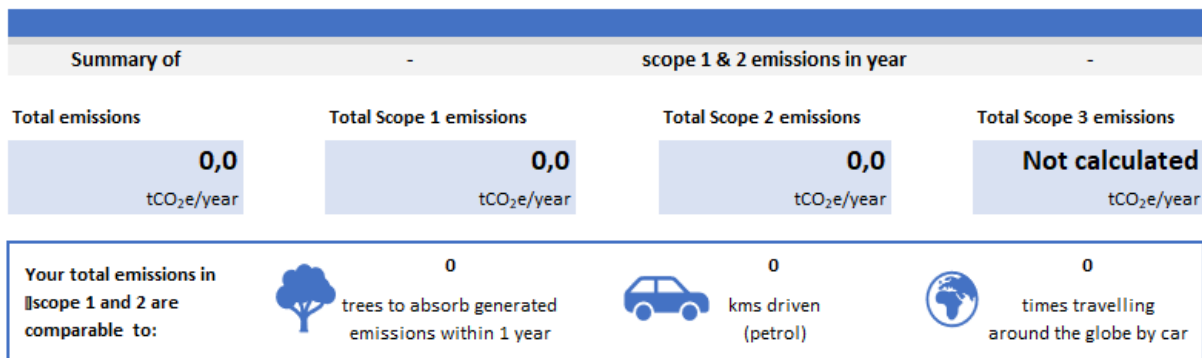 Summary of - scope 1 & 2 emissions in year -
Total emissions Total Scope 1 emissions Total Scope 2 emissions Total Scope 3 emissions
0,0 0,0 0,0 Not calculated
tCO₂e/year tCO₂e/year tCO₂e/year tCO₂e/year
Your total emissions in
scope 1 and 2 are
comparable to:
0
trees to absorb generated
emissions within 1 year
0
kms driven
(petrol)
0
times travelling
around the globe by car